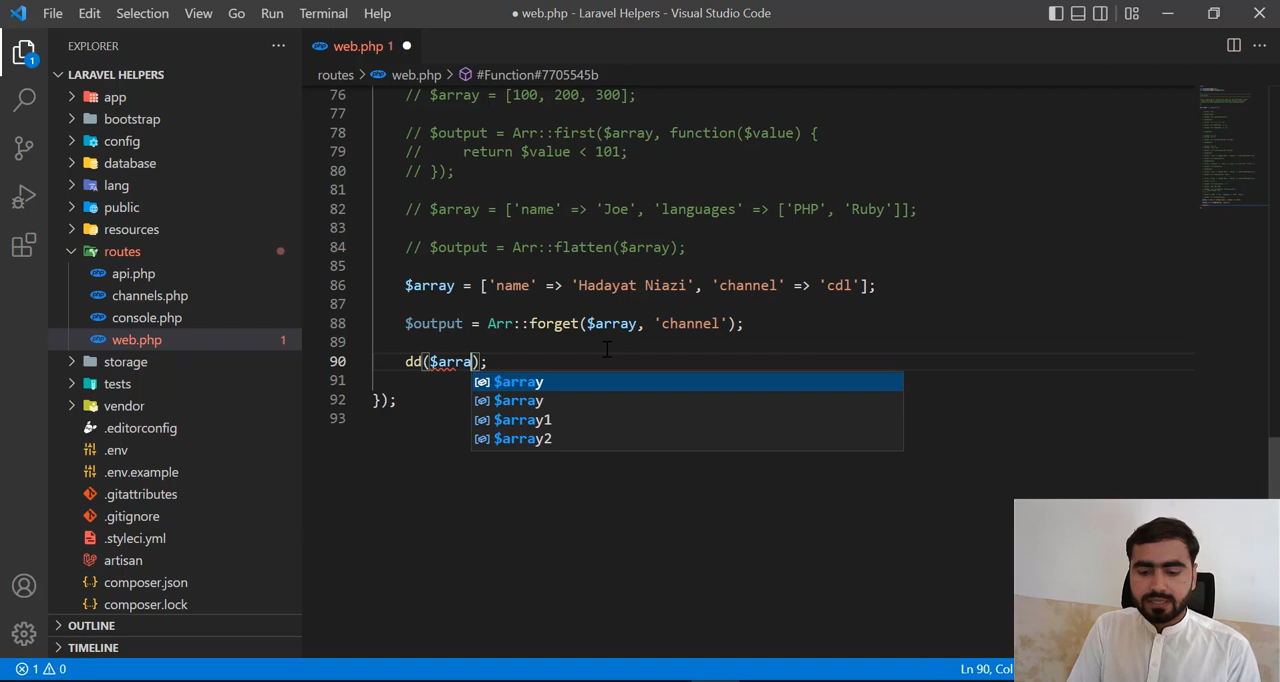 File Edit Selection View Go Run Terminal Help
● web.php - Laravel Helpers - Visual Studio Code
EXPLORER
LARAVEL HELPERS
app
bootstrap
config
database
lang
public
resources
routes
api.php
channels.php
console.php
web.php 1
storage
tests
vendor
.editorconfig
.env
.env.example
.gitattributes
.gitignore
.styleci.yml
artisan
composer.json
composer.lock
OUTLINE
TIMELINE
1
web.php 1
routes > web.php > #Function#7705545b
76 // $array = [100, 200, 300];
77
78 // $output = Arr::first($array, function($value) {
79 //     return $value < 101;
80 // });
81
82 // $array = ['name' => 'Joe', 'languages' => ['PHP', 'Ruby']];
83
84 // $output = Arr::flatten($array);
85
86 $array = ['name' => 'Hadayat Niazi', 'channel' => 'cdl'];
87
88 $output = Arr::forget($array, 'channel');
89
90 dd($arra);
91
92 });
93
$array
$array
$array1
$array2
1 0
Ln 90, Col